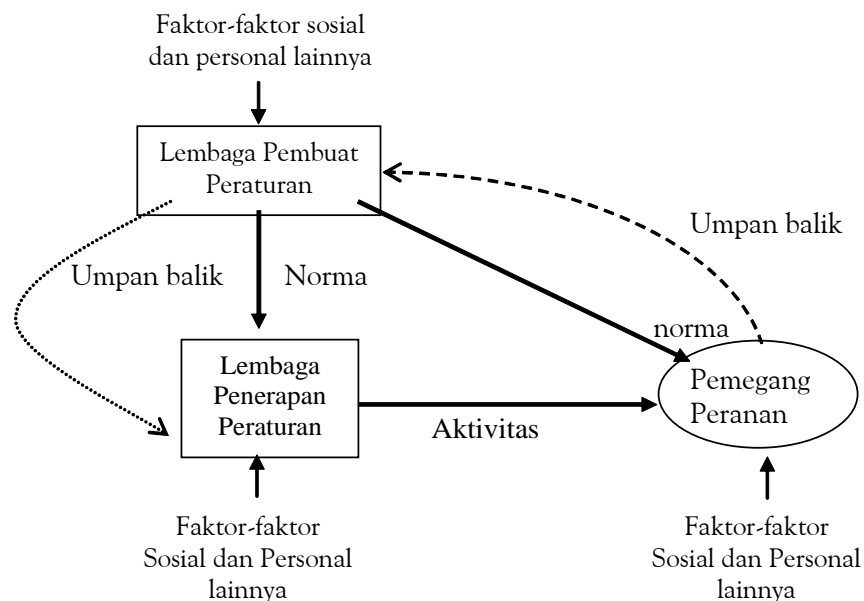 Faktor-faktor sosial
dan personal lainnya
Lembaga Pembuat
Peraturan
Umpan balik
Umpan balik
Norma
norma
Lembaga
Penerapan
Peraturan
Pemegang
Peranan
Aktivitas
Faktor-faktor
Sosial dan Personal
lainnya
Faktor-faktor
Sosial dan Personal
lainnya